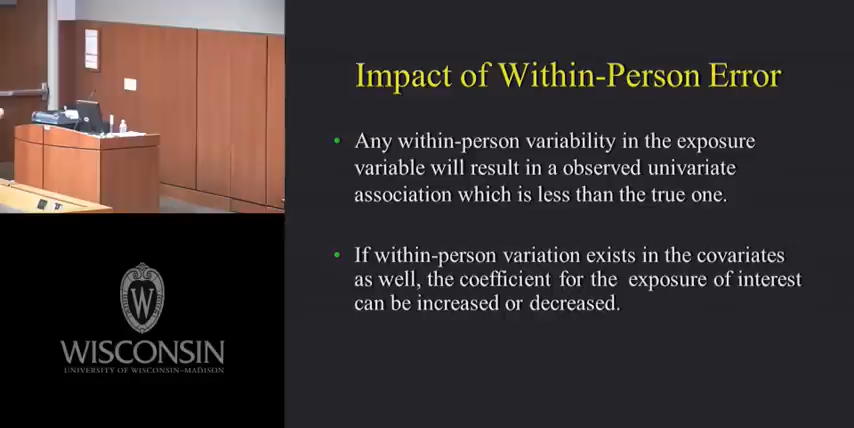 Impact of Within-Person Error
• Any within-person variability in the exposure
variable will result in a observed univariate
association which is less than the true one.
• If within-person variation exists in the covariates
as well, the coefficient for the exposure of interest
can be increased or decreased.
W
WISCONSIN
UNIVERSITY OF WISCONSIN–MADISON